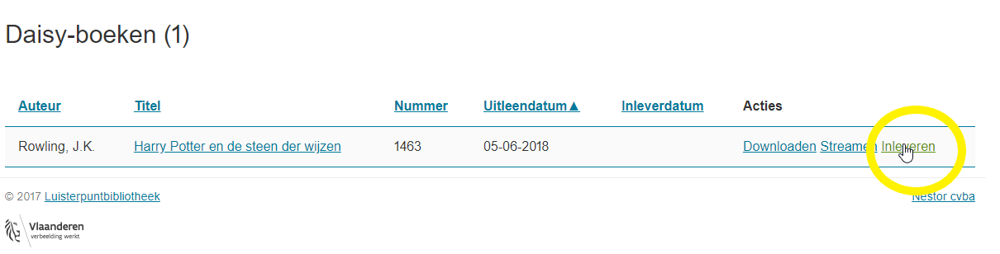 Daisy-boeken (1)
Auteur Titel Nummer Uitleendatum▲ Inleverdatum Acties
Rowling, J.K. Harry Potter en de steen der wijzen 1463 05-06-2018 Downloaden Streamen Inleveren
© 2017 Luisterpuntbibliotheek Nestor cvba
Vlaanderen
verbeelding werkt